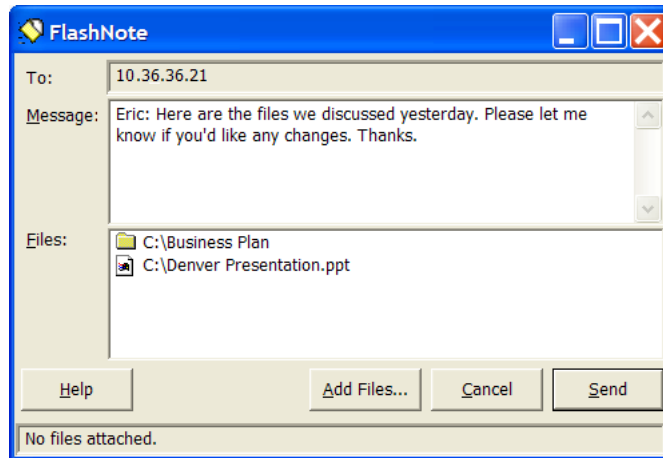 FlashNote
To: 10.36.36.21
Message: Eric: Here are the files we discussed yesterday. Please let me
know if you'd like any changes. Thanks.
Files:
C:\Business Plan
C:\Denver Presentation.ppt
Help Add Files... Cancel Send
No files attached.